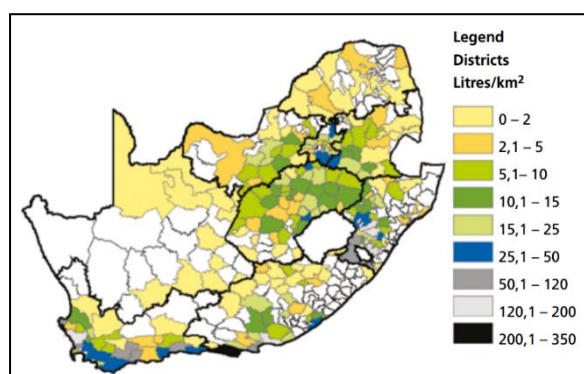 Legend
Districts
Litres/km²
0 – 2
2,1 – 5
5,1– 10
10,1 – 15
15,1 – 25
25,1 – 50
50,1 – 120
120,1 – 200
200,1 – 350